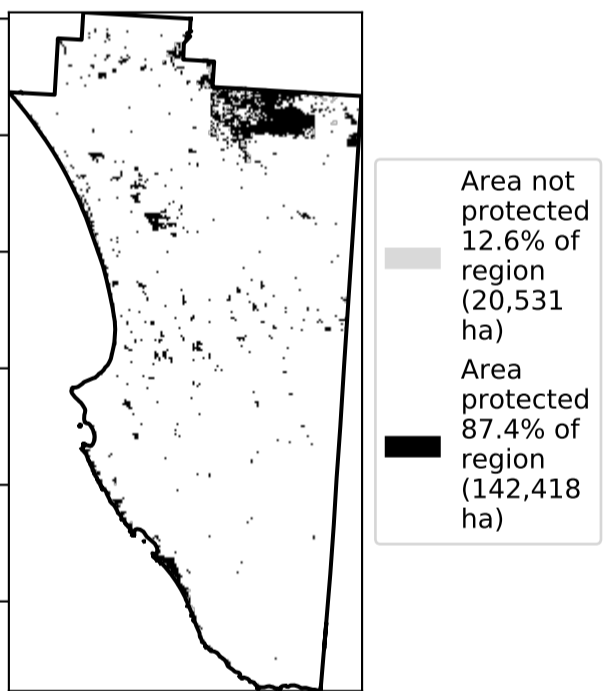 Area not
protected
12.6% of
region
(20,531
ha)
Area
protected
87.4% of
region
(142,418
ha)